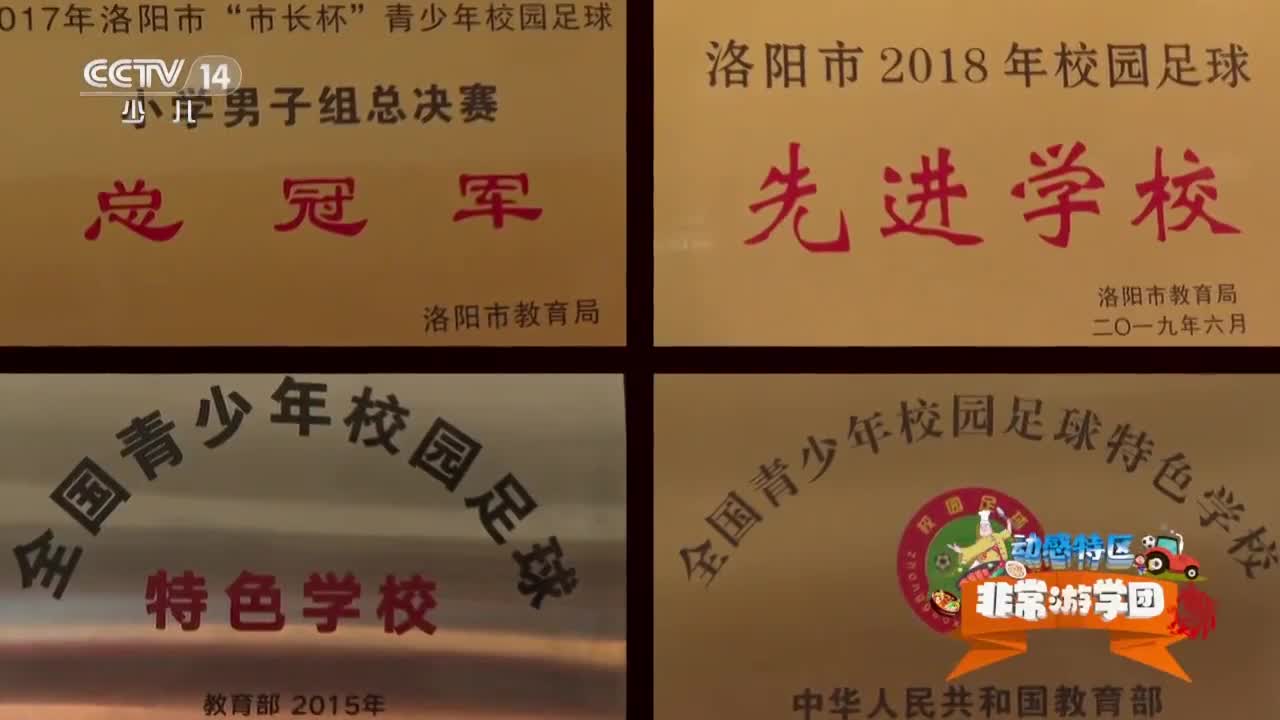 017年洛阳市“市长杯”青少年校园足球
小学男子组总决赛
总冠军
洛阳市教育局
CCTV 14
少儿
洛阳市2018年校园足球
先进学校
洛阳市教育局
二〇一九年六月
全国青少年校园足球
特色学校
教育部 2015年
全国青少年校园足球特色学校
校园足球
中华人民共和国教育部
动感特区
非常游学团